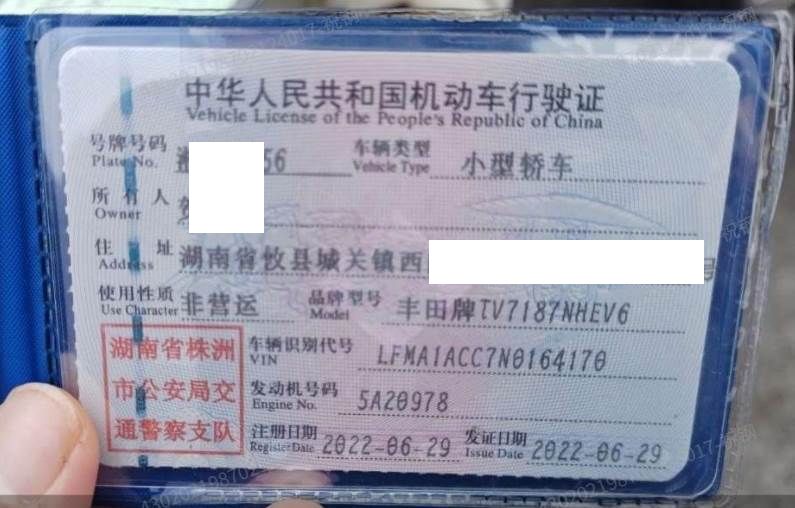 中华人民共和国机动车行驶证
Vehicle License of the People's Republic of China
号牌号码 56 车辆类型 小型轿车
Plate No. Vehicle Type
所有人
Owner
住址 湖南省攸县城关镇西 号
Address
使用性质 非营运 品牌型号 丰田牌TV7187NHEV6
Use Character Model
湖南省株洲
市公安局交
通警察支队
车辆识别代号 LFMA1ACC7N0164170
VIN
发动机号码 5A20978
Engine No.
注册日期 2022-06-29 发证日期 2022-06-29
Register Date Issue Date